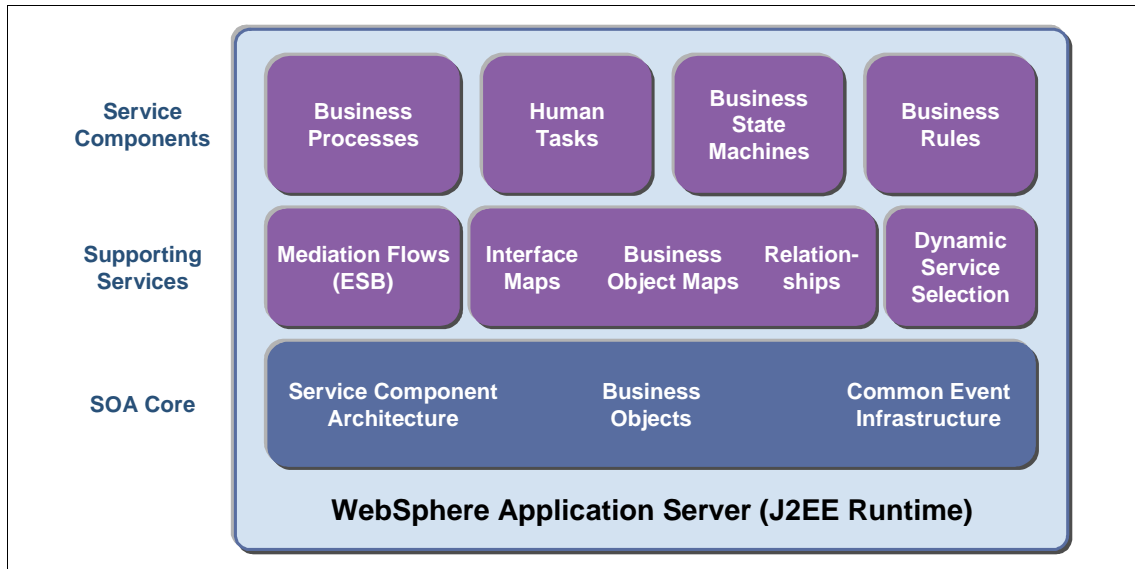 Service
Components
Business
Processes
Human
Tasks
Business
State
Machines
Business
Rules
Supporting
Services
Mediation Flows
(ESB)
Interface
Maps
Business
Object Maps
Relation-
ships
Dynamic
Service
Selection
SOA Core
Service Component
Architecture
Business
Objects
Common Event
Infrastructure
WebSphere Application Server (J2EE Runtime)